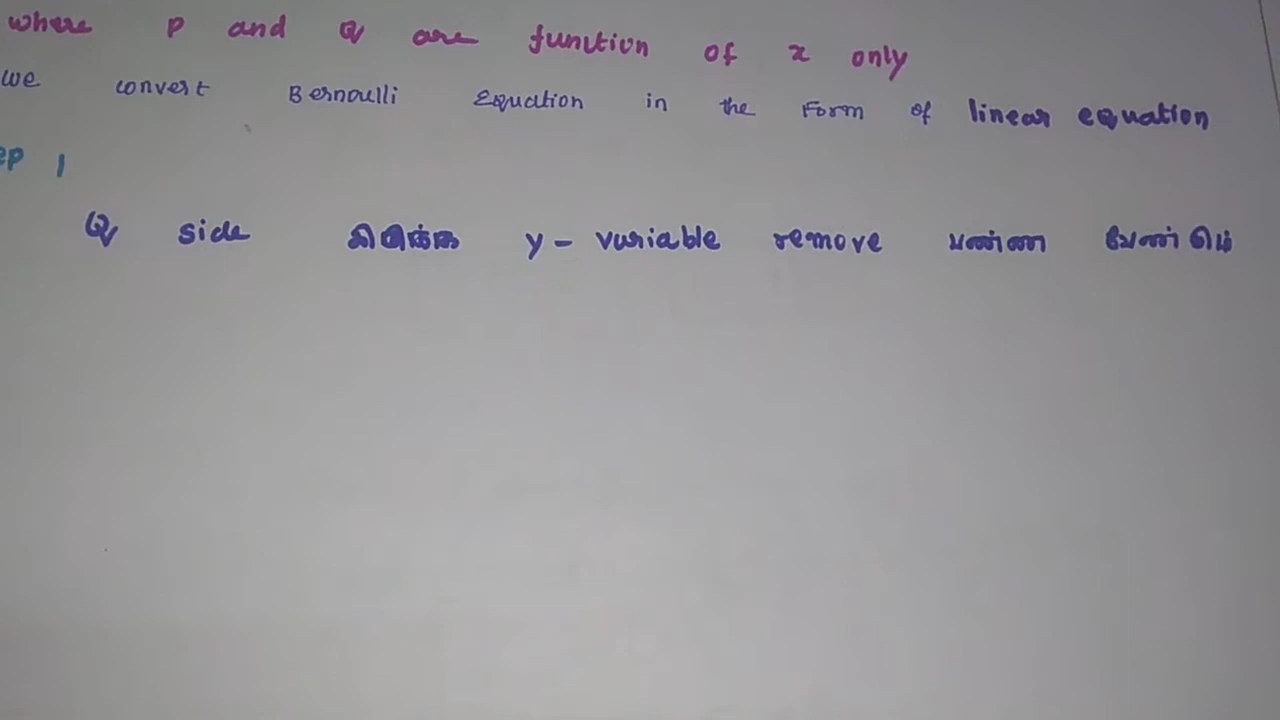 where P and Q are function of x only
we convert Bernoulli Equation in the Form of linear equation
ep 1
Q side y - variable remove பண்ண வேண்டும்